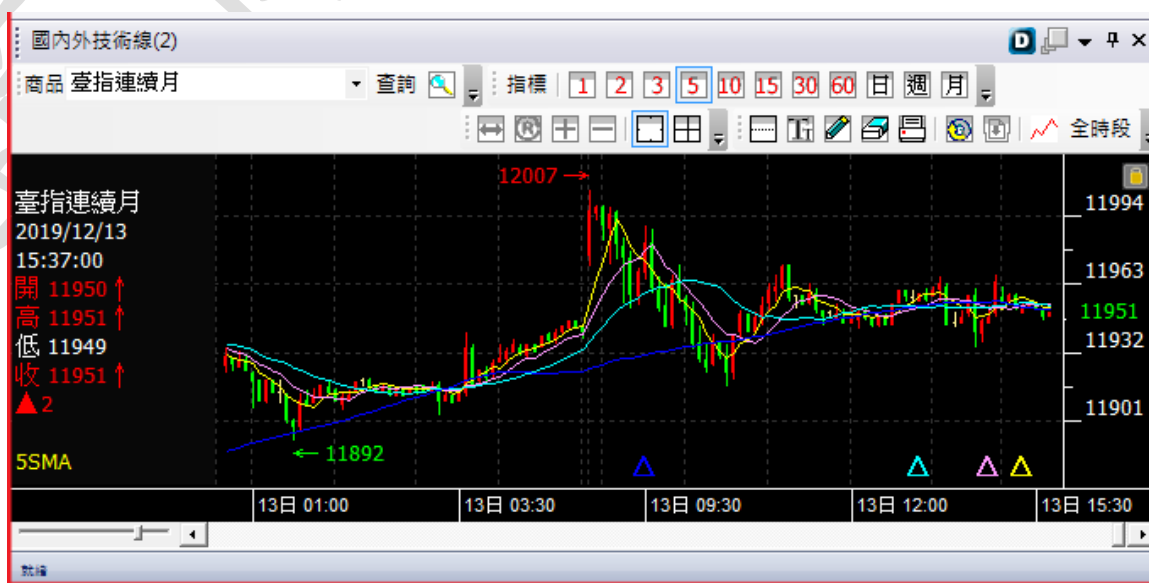 國內外技術線(2)
D
商品 臺指連續月 查詢 指標 1 2 3 5 10 15 30 60 日 週 月
全時段
12007→
臺指連續月
2019/12/13
15:37:00
開 11950↑
高 11951↑
低 11949
收 11951↑
▲2
5SMA
←11892
11994
11963
11951
11932
11901
13日 01:00 13日 03:30 13日 09:30 13日 12:00 13日 15:30
就緒